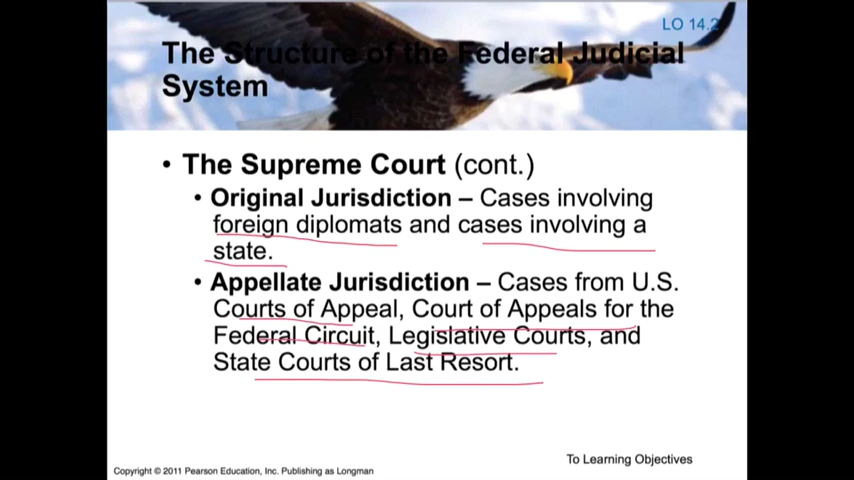 LO 14.2
The Structure of the Federal Judicial
System
• The Supreme Court (cont.)
• Original Jurisdiction – Cases involving
foreign diplomats and cases involving a
state.
• Appellate Jurisdiction – Cases from U.S.
Courts of Appeal, Court of Appeals for the
Federal Circuit, Legislative Courts, and
State Courts of Last Resort.
To Learning Objectives
Copyright © 2011 Pearson Education, Inc. Publishing as Longman